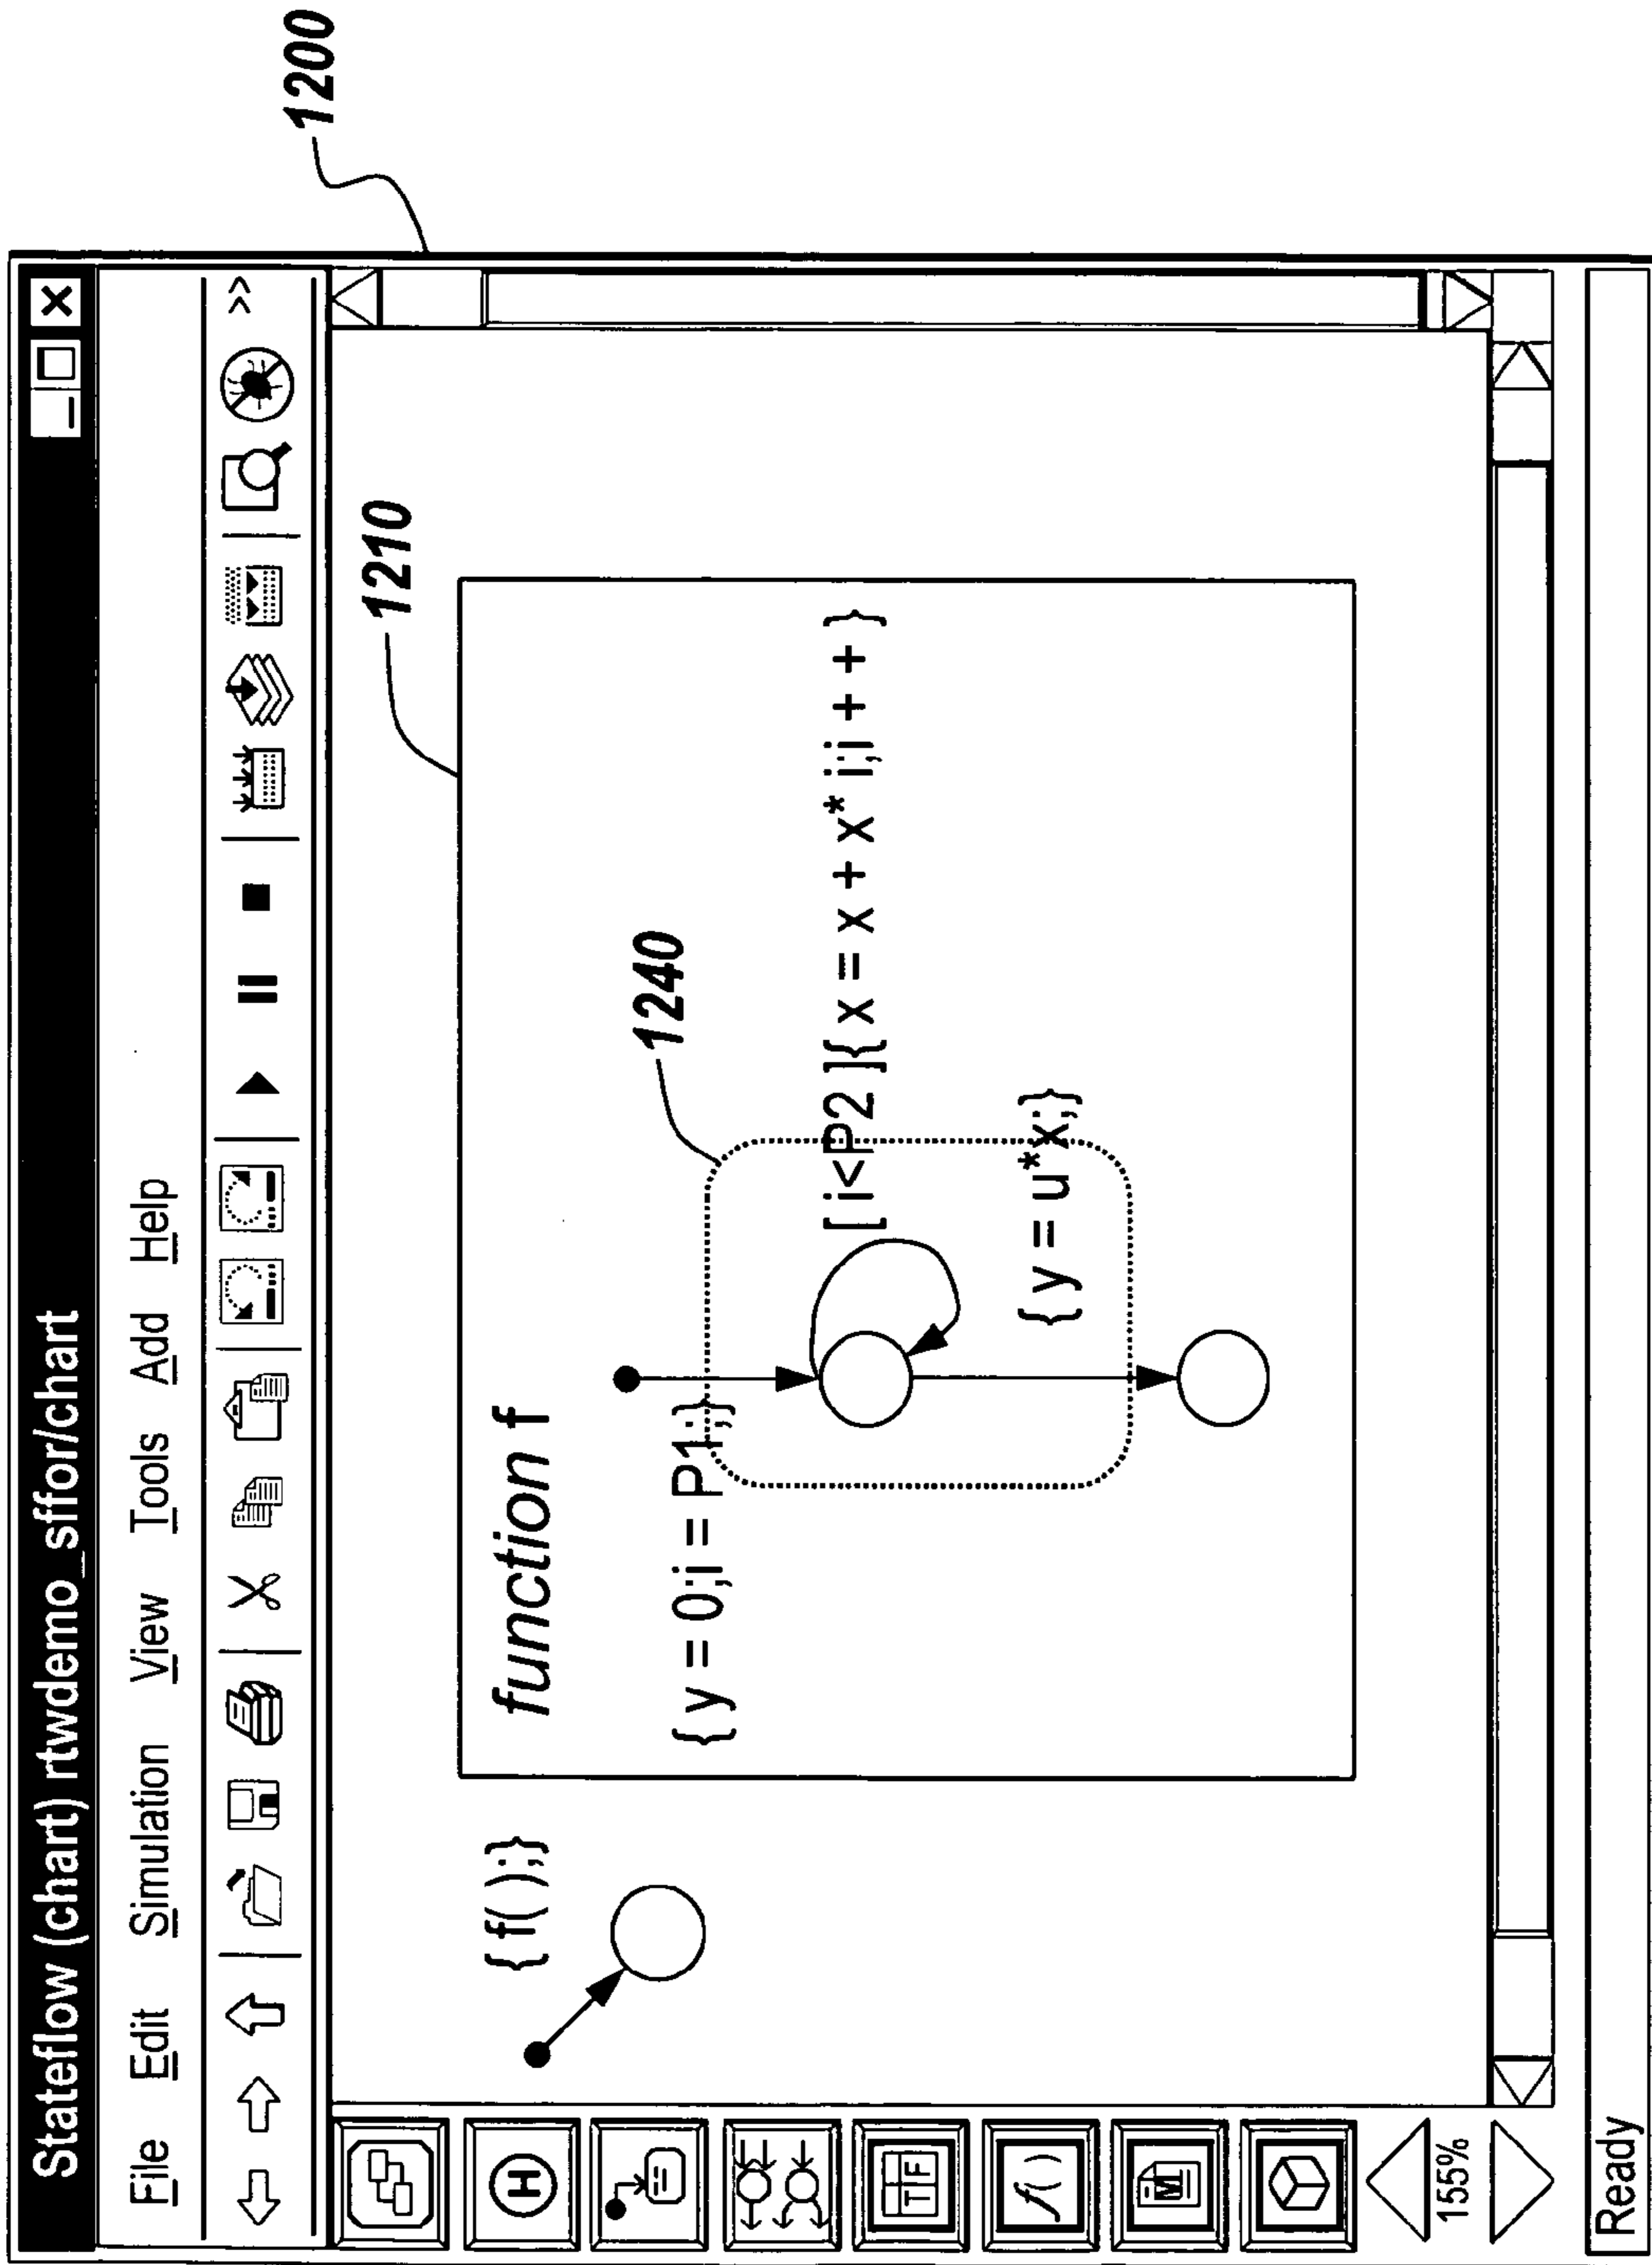 Stateflow (chart) rtwdemo_sffor/chart
File Edit Simulation View Tools Add Help
>>
1200
1210
{ f( );}
function f
1240
{ y = 0;i = P1;}
[ i<P2 ]{ x = x + x* i;i + + }
{ y = u*x;}
H
T F
f( )
M
155%
Ready